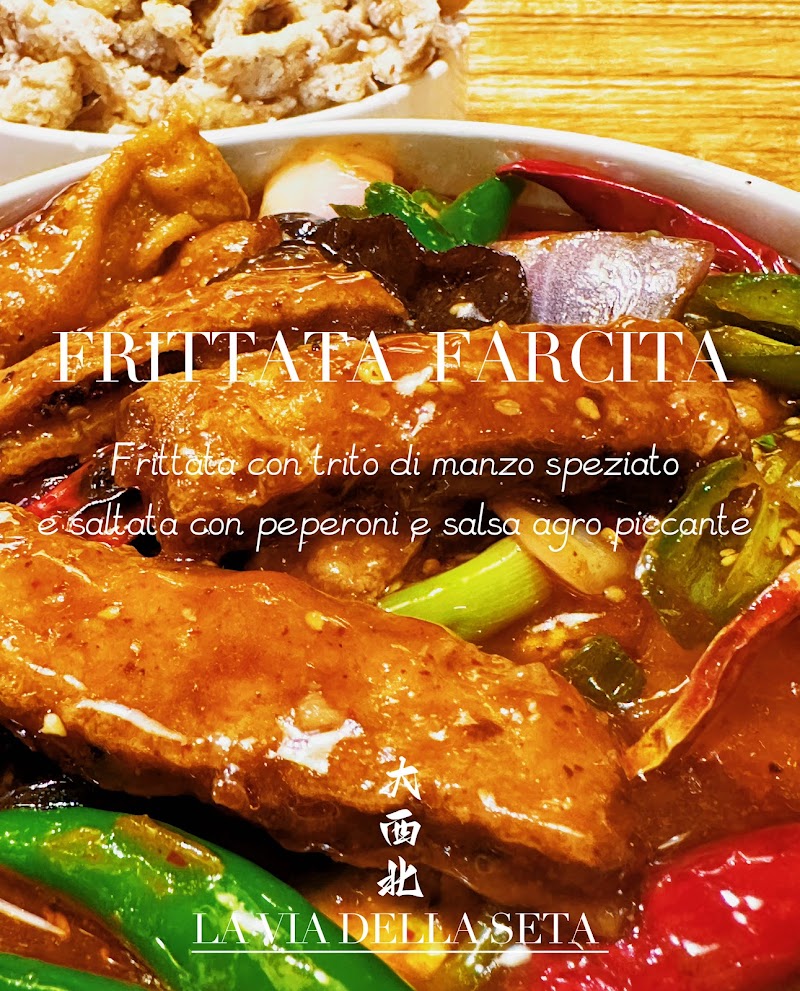 FRITTATA FARCITA
Frittata con trito di manzo speziato
e saltata con peperoni e salsa agro piccante
大
西
北
LA VIA DELLA SETA